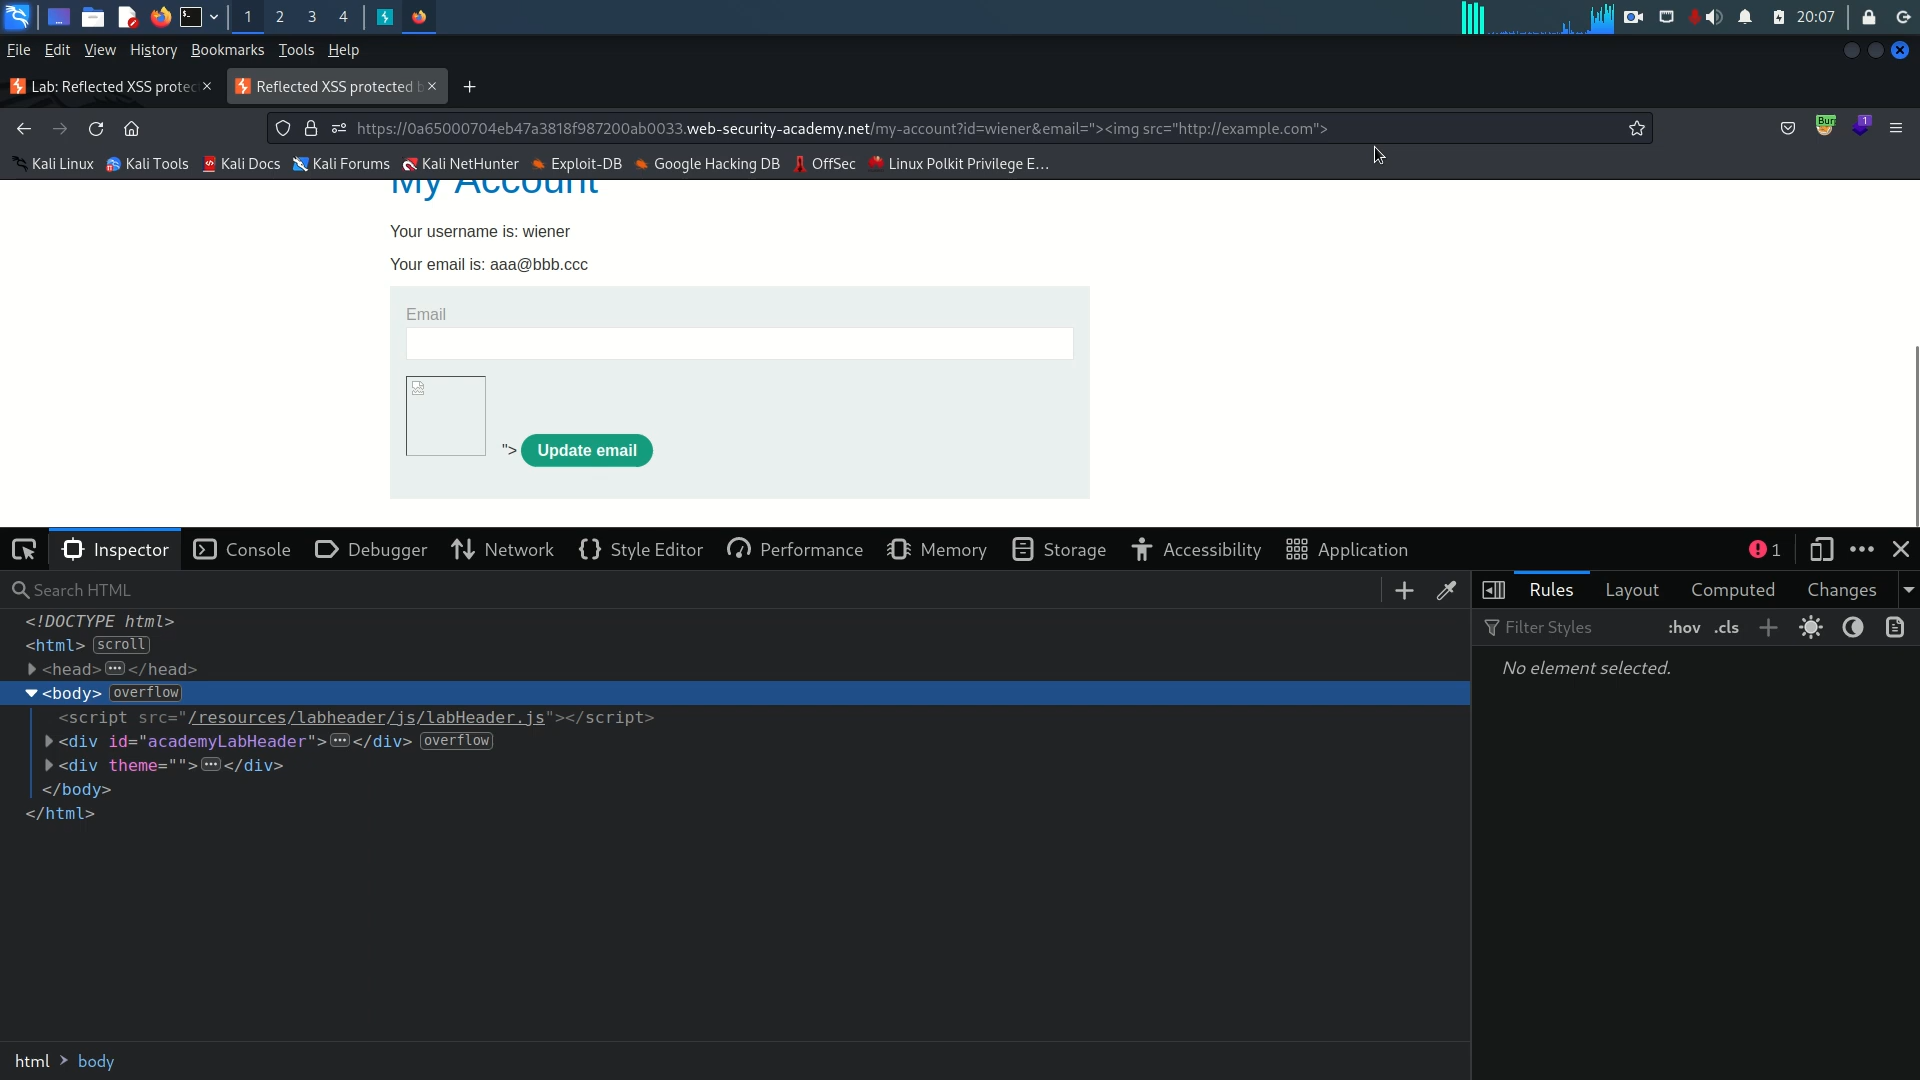 1 2 3 4 20:07
File Edit View History Bookmarks Tools Help
Lab: Reflected XSS protec Reflected XSS protected b
https://0a65000704eb47a3818f987200ab0033.web-security-academy.net/my-account?id=wiener&email="><img src="http://example.com">
Bur 1
Kali Linux Kali Tools Kali Docs Kali Forums Kali NetHunter Exploit-DB Google Hacking DB OffSec Linux Polkit Privilege E…
My Account
Your username is: wiener
Your email is: aaa@bbb.ccc
Email
"> Update email
Inspector Console Debugger Network Style Editor Performance Memory Storage Accessibility Application 1
Search HTML
Rules Layout Computed Changes
Filter Styles :hov .cls
No element selected.
<!DOCTYPE html>
<html> scroll
<head> ••• </head>
<body> overflow
<script src="/resources/labheader/js/labHeader.js"></script>
<div id="academyLabHeader"> ••• </div> overflow
<div theme=""> ••• </div>
</body>
</html>
html > body